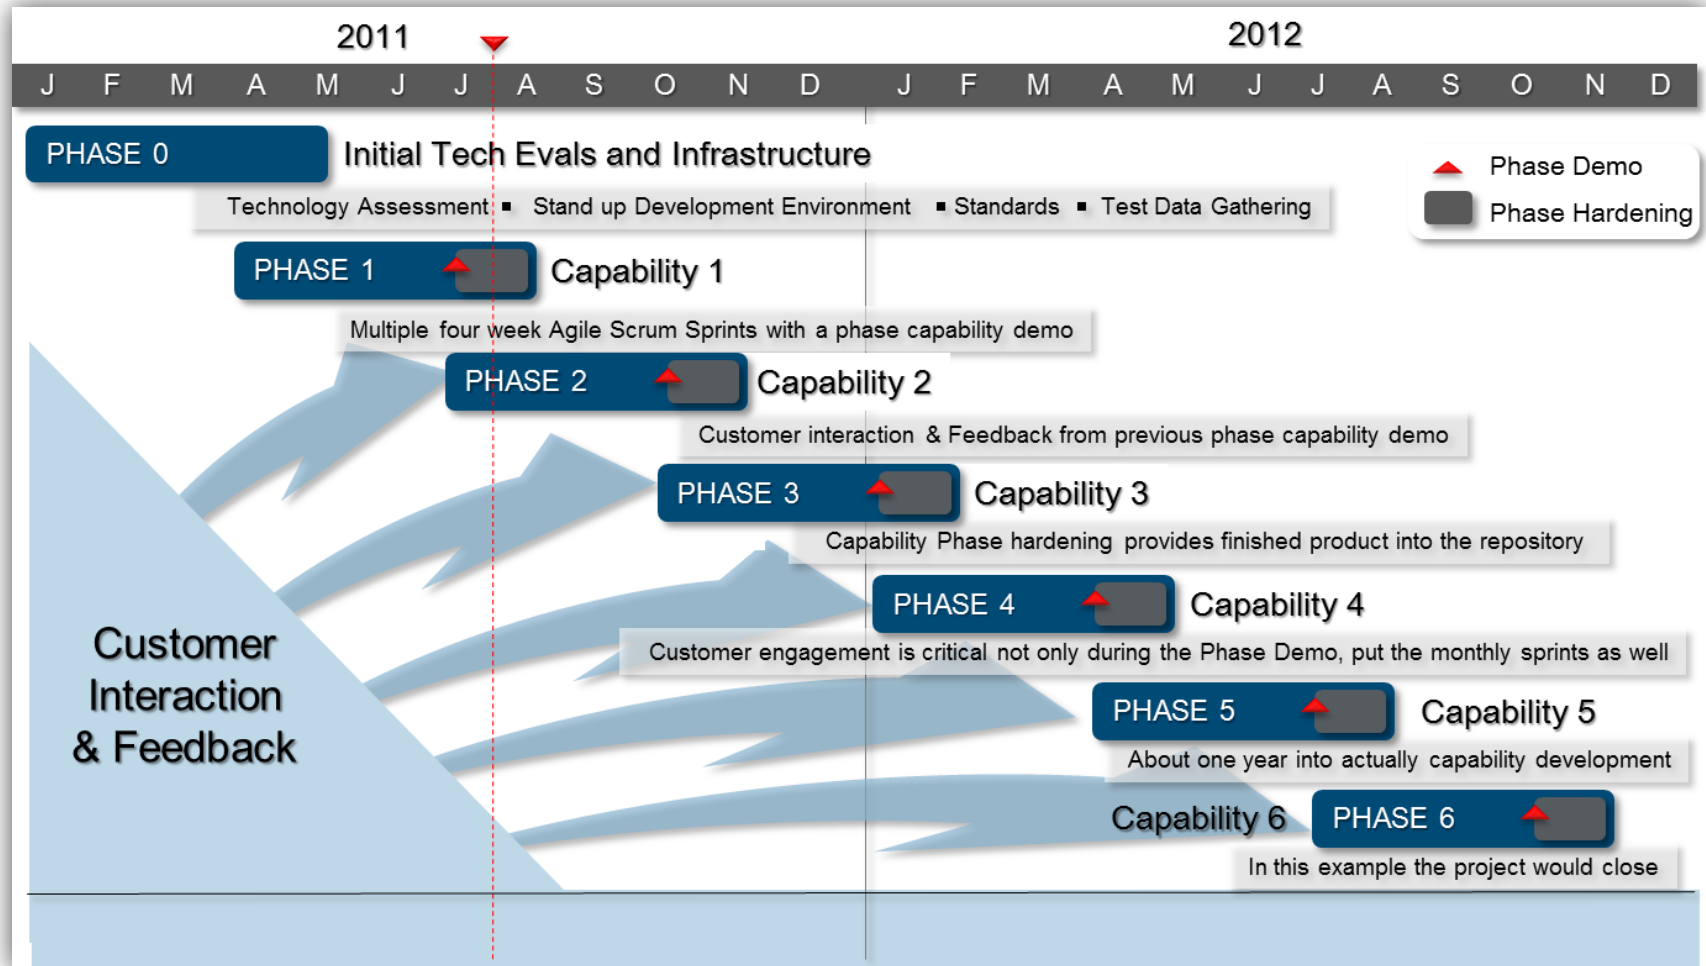 2011
2012
J F M A M J J A S O N D J F M A M J J A S O N D
PHASE 0
Initial Tech Evals and Infrastructure
Phase Demo
Phase Hardening
Technology Assessment ▪ Stand up Development Environment ▪ Standards ▪ Test Data Gathering
PHASE 1
Capability 1
Multiple four week Agile Scrum Sprints with a phase capability demo
PHASE 2
Capability 2
Customer interaction & Feedback from previous phase capability demo
PHASE 3
Capability 3
Capability Phase hardening provides finished product into the repository
PHASE 4
Capability 4
Customer engagement is critical not only during the Phase Demo, put the monthly sprints as well
Customer
Interaction
& Feedback
PHASE 5
Capability 5
About one year into actually capability development
Capability 6
PHASE 6
In this example the project would close